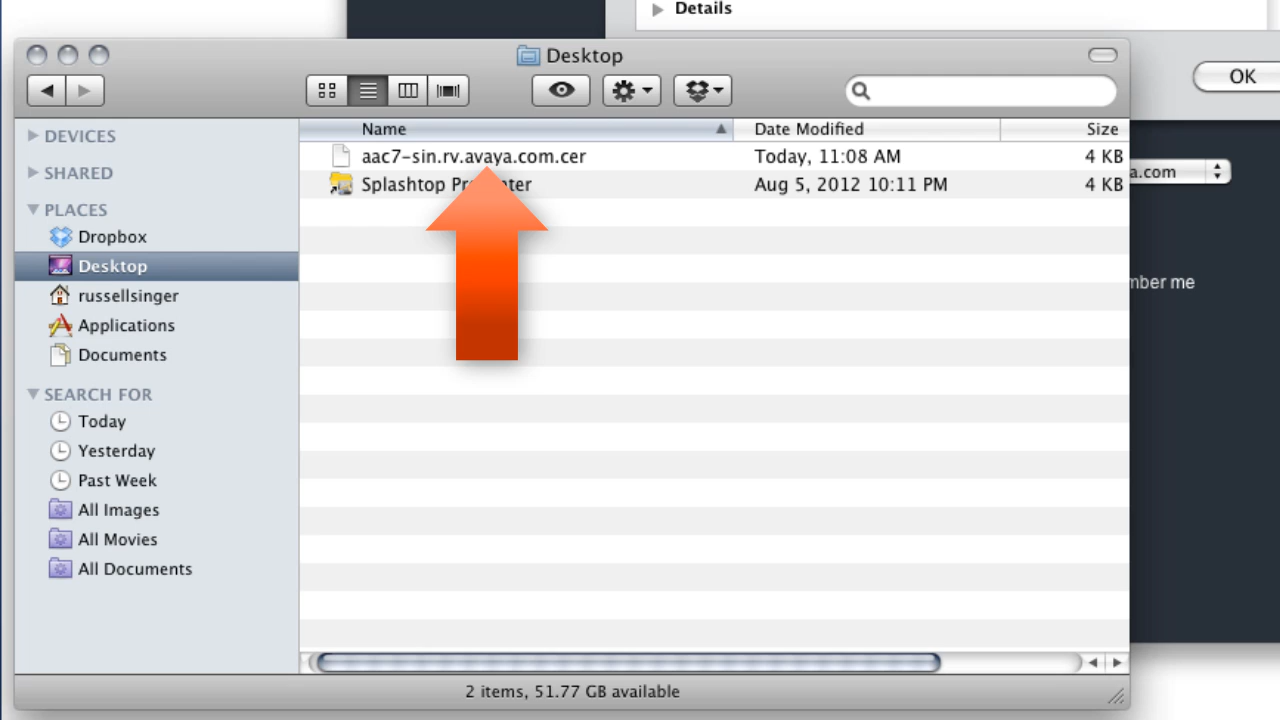 Details
Desktop
OK
DEVICES
SHARED
PLACES
Dropbox
Desktop
russellsinger
Applications
Documents
SEARCH FOR
Today
Yesterday
Past Week
All Images
All Movies
All Documents
Name Date Modified Size
aac7-sin.rv.avaya.com.cer Today, 11:08 AM 4 KB
Splashtop Aug 5, 2012 10:11 PM 4 KB
a.com
me
2 items, 51.77 GB available